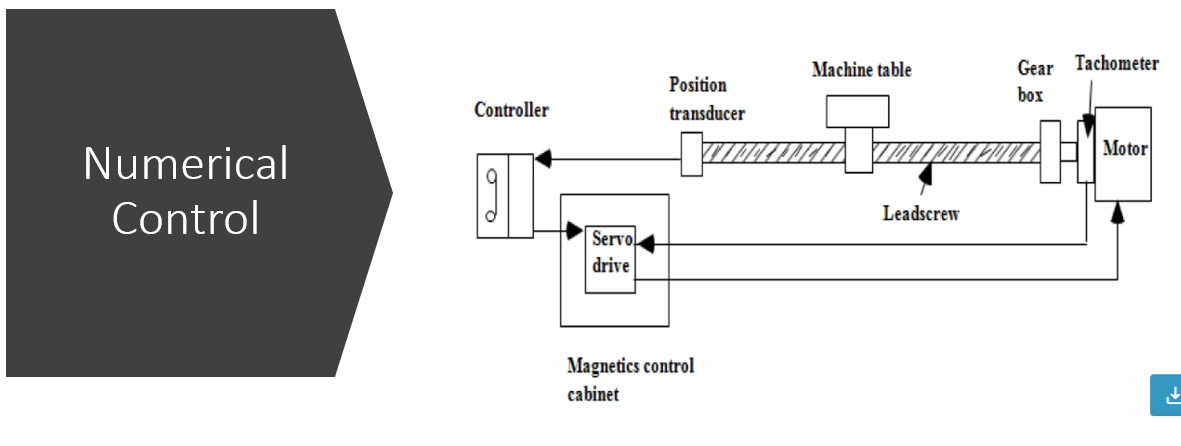 Numerical
Control
Controller
Position
transducer
Machine table
Gear
box
Tachometer
Motor
Leadscrew
Servo
drive
Magnetics control
cabinet